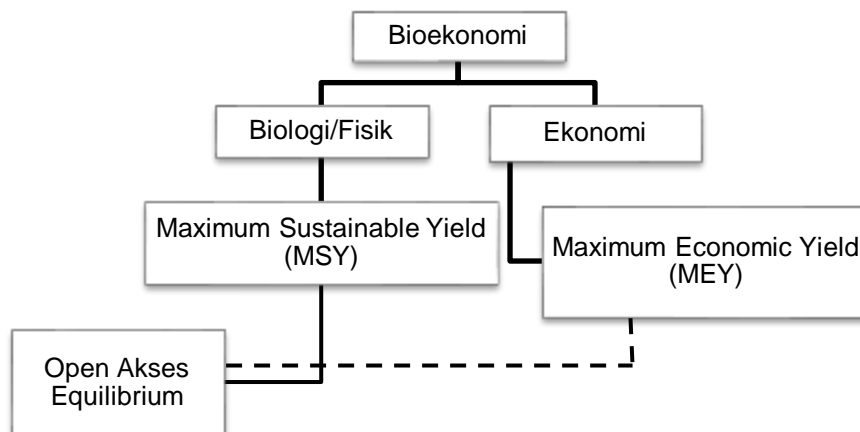 Bioekonomi
Biologi/Fisik
Ekonomi
Maximum Sustainable Yield
(MSY)
Maximum Economic Yield
(MEY)
Open Akses
Equilibrium